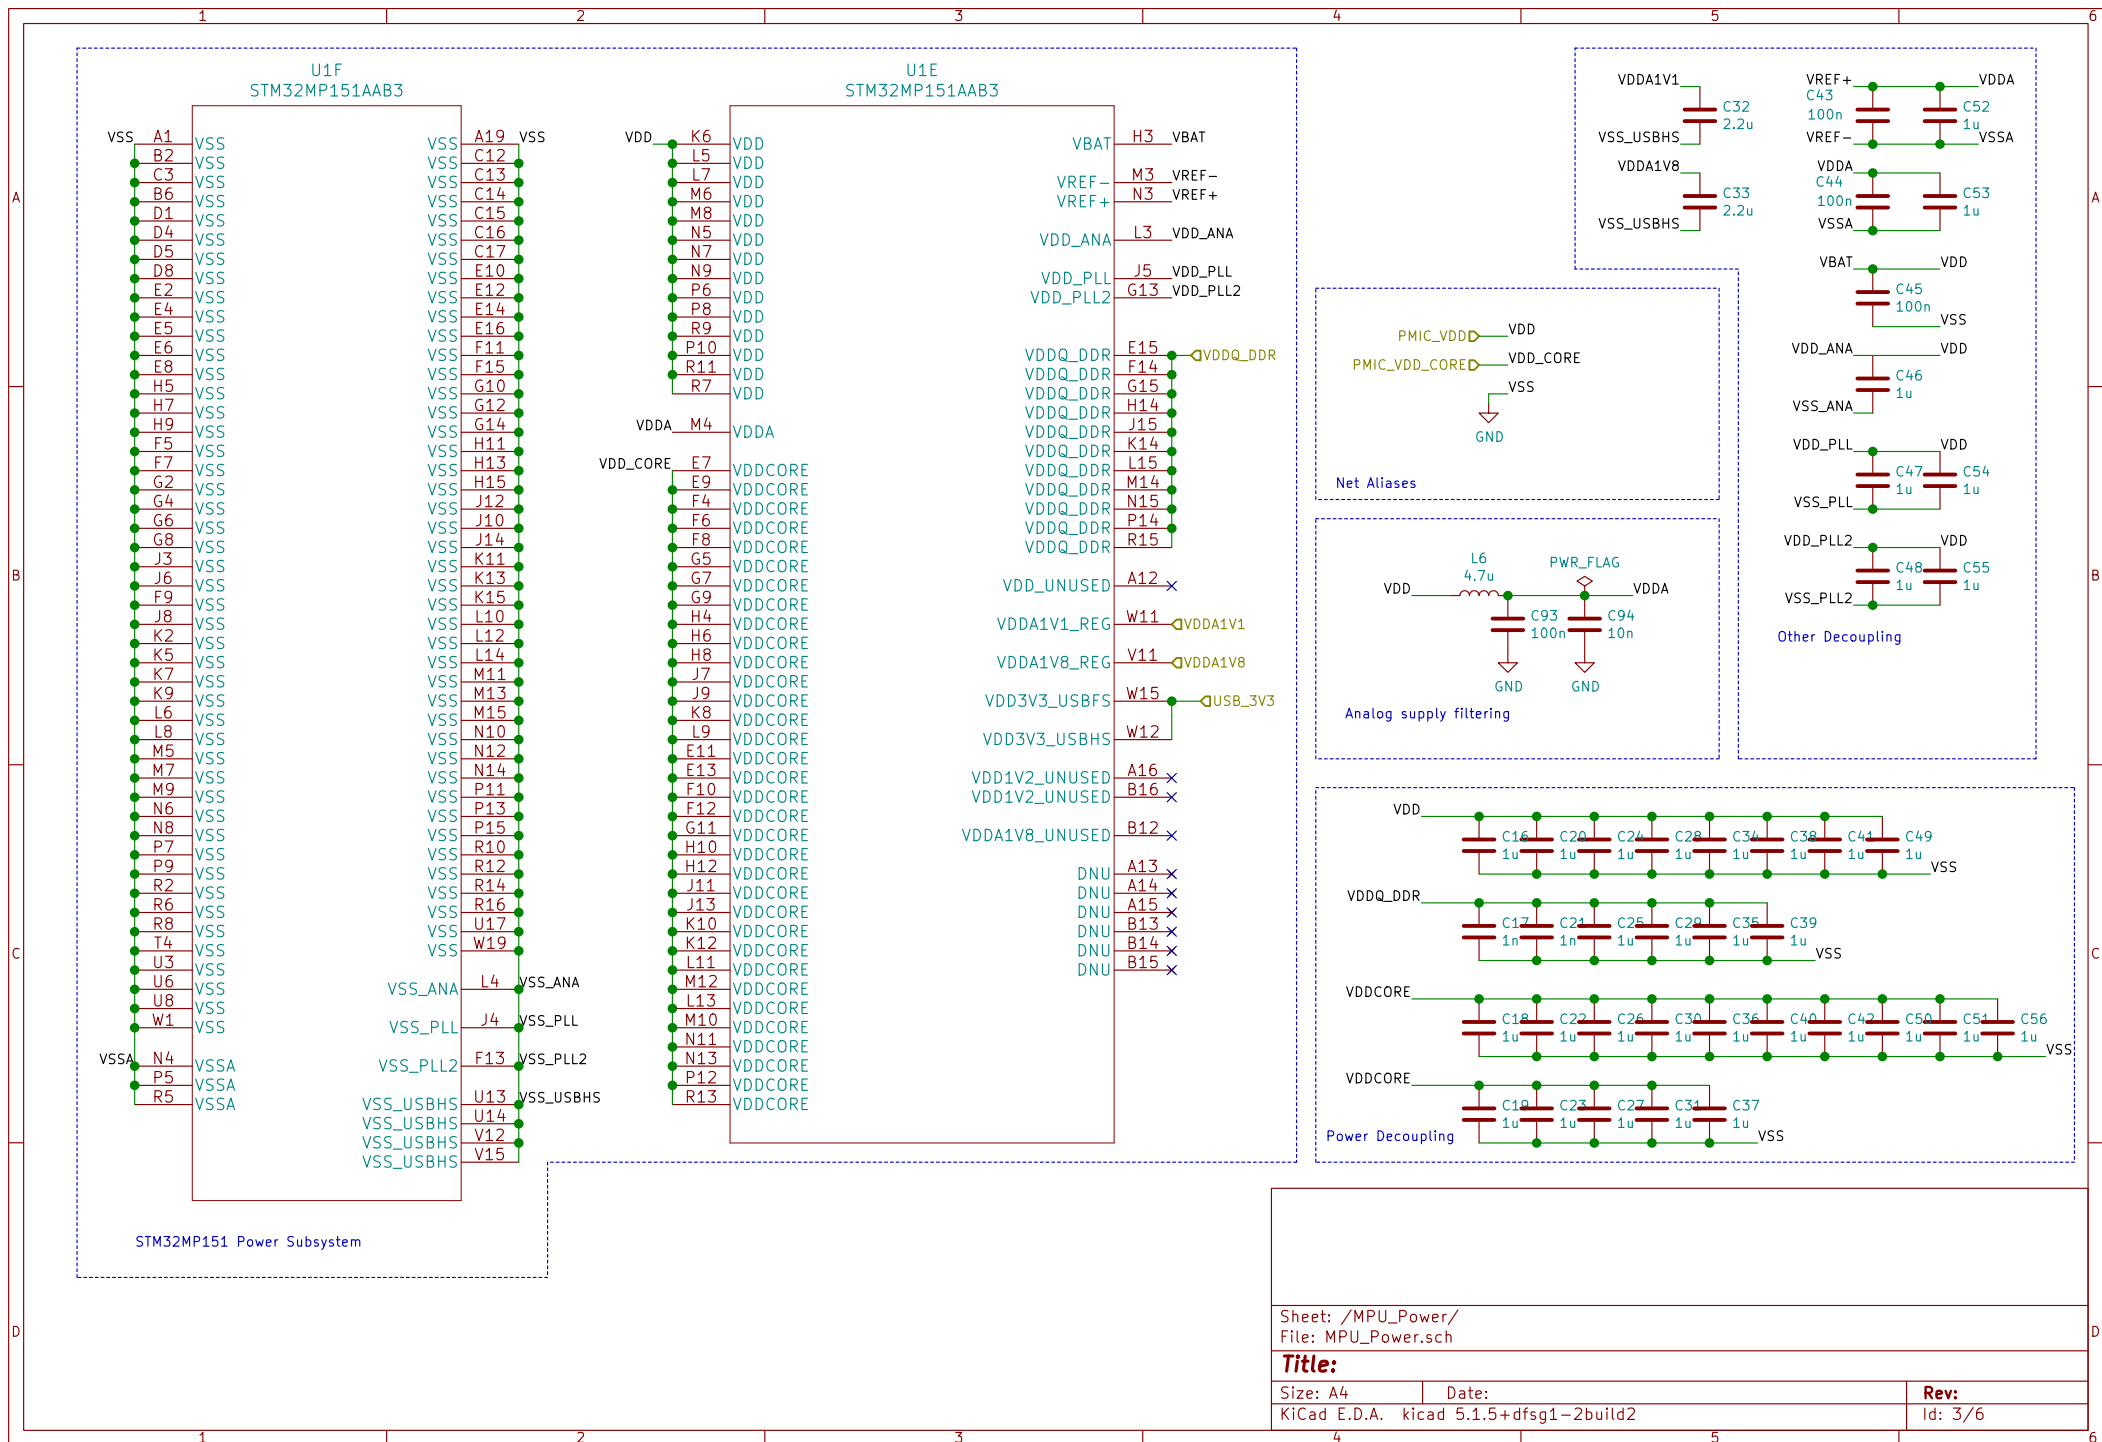 1 2 3 4 5 6
A
B
C
D
U1F
STM32MP151AAB3
VSS A1 VSS VSS A19 VSS
B2 VSS VSS C12
C3 VSS VSS C13
B6 VSS VSS C14
D1 VSS VSS C15
D4 VSS VSS C16
D5 VSS VSS C17
D8 VSS VSS E10
E2 VSS VSS E12
E4 VSS VSS E14
E5 VSS VSS E16
E6 VSS VSS F11
E8 VSS VSS F15
H5 VSS VSS G10
H7 VSS VSS G12
H9 VSS VSS G14
F5 VSS VSS H11
F7 VSS VSS H13
G2 VSS VSS H15
G4 VSS VSS J12
G6 VSS VSS J10
G8 VSS VSS J14
J3 VSS VSS K11
J6 VSS VSS K13
F9 VSS VSS K15
J8 VSS VSS L10
K2 VSS VSS L12
K5 VSS VSS L14
K7 VSS VSS M11
K9 VSS VSS M13
L6 VSS VSS M15
L8 VSS VSS N10
M5 VSS VSS N12
M7 VSS VSS N14
M9 VSS VSS P11
N6 VSS VSS P13
N8 VSS VSS P15
P7 VSS VSS R10
P9 VSS VSS R12
R2 VSS VSS R14
R6 VSS VSS R16
R8 VSS VSS U17
T4 VSS VSS W19
U3 VSS
U6 VSS VSS_ANA L4 VSS_ANA
U8 VSS
W1 VSS VSS_PLL J4 VSS_PLL
VSSA N4 VSSA VSS_PLL2 F13 VSS_PLL2
P5 VSSA
R5 VSSA VSS_USBHS U13 VSS_USBHS
VSS_USBHS U14
VSS_USBHS V12
VSS_USBHS V15
STM32MP151 Power Subsystem
U1E
STM32MP151AAB3
VDD K6 VDD VBAT H3 VBAT
L5 VDD
L7 VDD VREF- M3 VREF-
M6 VDD VREF+ N3 VREF+
M8 VDD
N5 VDD VDD_ANA L3 VDD_ANA
N7 VDD
N9 VDD VDD_PLL J5 VDD_PLL
P6 VDD VDD_PLL2 G13 VDD_PLL2
P8 VDD
R9 VDD
P10 VDD VDDQ_DDR E15 VDDQ_DDR
R11 VDD VDDQ_DDR F14
R7 VDD VDDQ_DDR G15
VDDQ_DDR H14
VDDA M4 VDDA VDDQ_DDR J15
VDDQ_DDR K14
VDD_CORE E7 VDDCORE VDDQ_DDR L15
E9 VDDCORE VDDQ_DDR M14
F4 VDDCORE VDDQ_DDR N15
F6 VDDCORE VDDQ_DDR P14
F8 VDDCORE VDDQ_DDR R15
G5 VDDCORE
G7 VDDCORE VDD_UNUSED A12
G9 VDDCORE
H4 VDDCORE VDDA1V1_REG W11 VDDA1V1
H6 VDDCORE
H8 VDDCORE VDDA1V8_REG V11 VDDA1V8
J7 VDDCORE
J9 VDDCORE VDD3V3_USBFS W15 USB_3V3
K8 VDDCORE
L9 VDDCORE VDD3V3_USBHS W12
E11 VDDCORE
E13 VDDCORE VDD1V2_UNUSED A16
F10 VDDCORE VDD1V2_UNUSED B16
F12 VDDCORE
G11 VDDCORE VDDA1V8_UNUSED B12
H10 VDDCORE
H12 VDDCORE DNU A13
J11 VDDCORE DNU A14
J13 VDDCORE DNU A15
K10 VDDCORE DNU B13
K12 VDDCORE DNU B14
L11 VDDCORE DNU B15
M12 VDDCORE
L13 VDDCORE
M10 VDDCORE
N11 VDDCORE
N13 VDDCORE
P12 VDDCORE
R13 VDDCORE
PMIC_VDD VDD
PMIC_VDD_CORE VDD_CORE
VSS
GND
Net Aliases
L6
4.7u
PWR_FLAG
VDD VDDA
C93
100n
C94
10n
GND GND
Analog supply filtering
VDDA1V1
C32
2.2u
VSS_USBHS
VDDA1V8
C33
2.2u
VSS_USBHS
VREF+ VDDA
C43
100n
C52
1u
VREF- VSSA
VDDA
C44
100n
C53
1u
VSSA
VBAT VDD
C45
100n
VSS
VDD_ANA VDD
C46
1u
VSS_ANA
VDD_PLL VDD
C47 C54
1u 1u
VSS_PLL
VDD_PLL2 VDD
C48 C55
1u 1u
VSS_PLL2
Other Decoupling
VDD
C16 C20 C24 C28 C34 C38 C41 C49
1u 1u 1u 1u 1u 1u 1u 1u
VSS
VDDQ_DDR
C17 C21 C25 C29 C35 C39
1n 1n 1u 1u 1u 1u
VSS
VDDCORE
C18 C22 C26 C30 C36 C40 C42 C50 C51 C56
1u 1u 1u 1u 1u 1u 1u 1u 1u 1u
VSS
VDDCORE
C19 C23 C27 C31 C37
1u 1u 1u 1u 1u
VSS
Power Decoupling
Sheet: /MPU_Power/
File: MPU_Power.sch
Title:
Size: A4 Date: Rev:
KiCad E.D.A. kicad 5.1.5+dfsg1-2build2 Id: 3/6
A
B
C
D
1 2 3 4 5 6